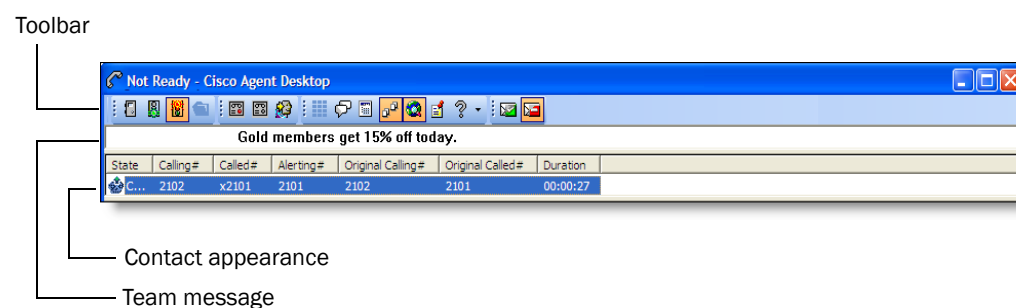 Toolbar
Not Ready - Cisco Agent Desktop
Gold members get 15% off today.
State Calling# Called# Alerting# Original Calling# Original Called# Duration
C... 2102 x2101 2101 2102 2101 00:00:27
Contact appearance
Team message